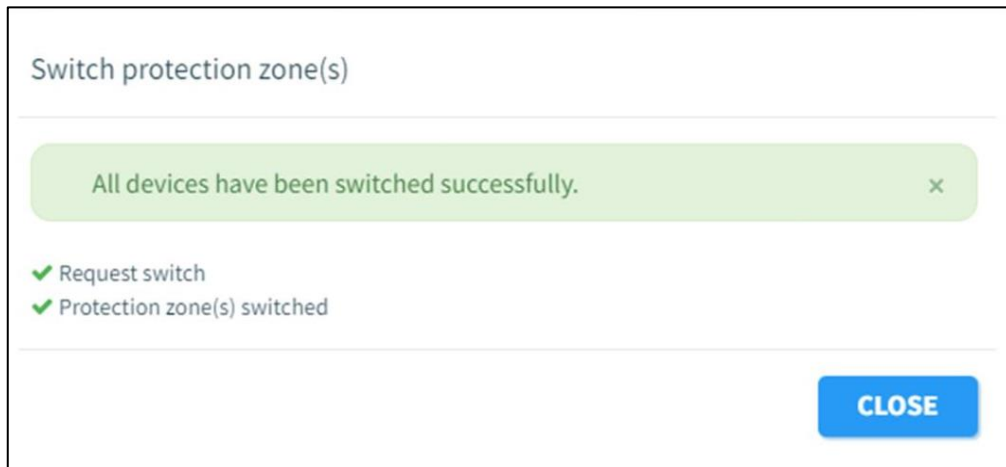 Switch protection zone(s)
All devices have been switched successfully. ×
✔ Request switch
✔ Protection zone(s) switched
CLOSE